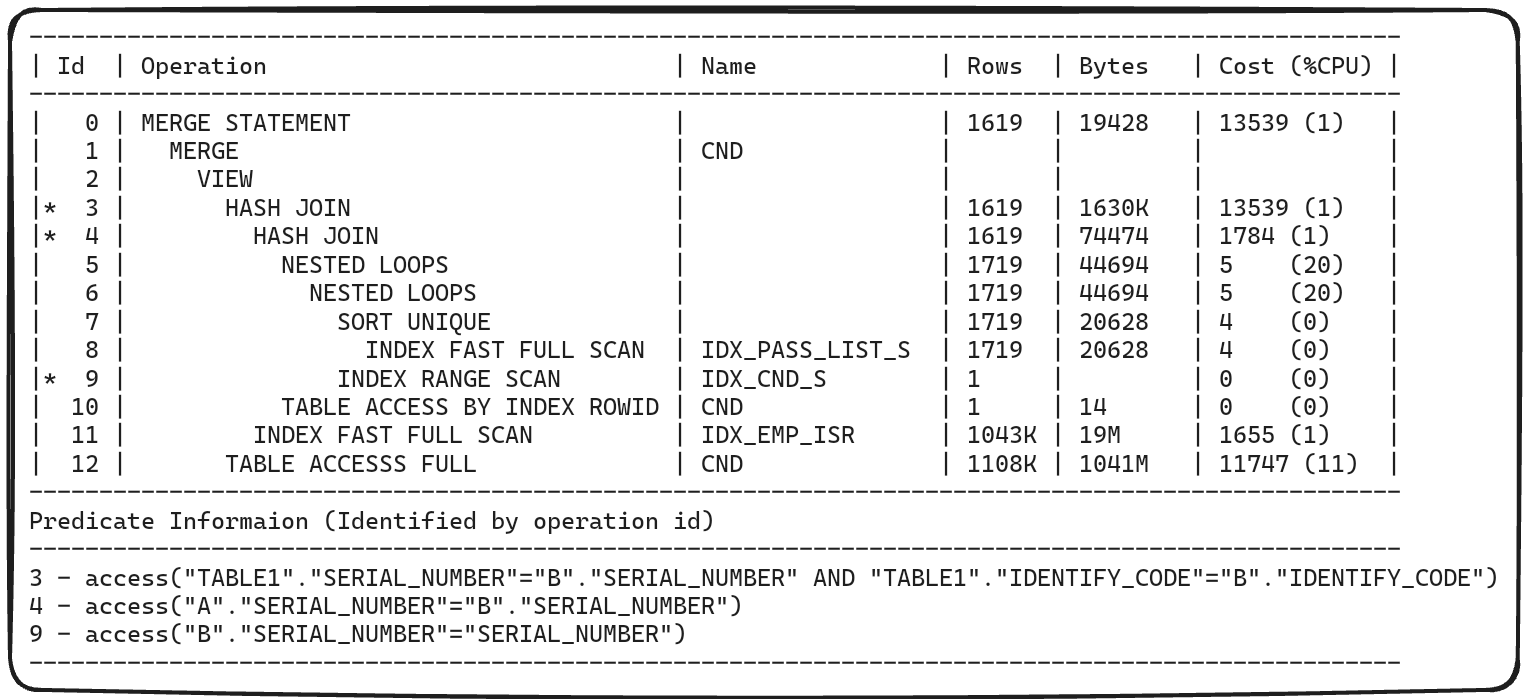 --------------------------------------------------------------------------------------------------
| Id  | Operation                             | Name              | Rows  | Bytes   | Cost (%CPU) |
--------------------------------------------------------------------------------------------------
|   0 | MERGE STATEMENT                       |                   | 1619  | 19428   | 13539 (1)   |
|   1 |   MERGE                               | CND               |       |         |             |
|   2 |     VIEW                              |                   |       |         |             |
|*  3 |       HASH JOIN                       |                   | 1619  | 1630K   | 13539 (1)   |
|*  4 |         HASH JOIN                     |                   | 1619  | 74474   | 1784 (1)    |
|   5 |           NESTED LOOPS                |                   | 1719  | 44694   | 5    (20)   |
|   6 |             NESTED LOOPS              |                   | 1719  | 44694   | 5    (20)   |
|   7 |               SORT UNIQUE             |                   | 1719  | 20628   | 4    (0)    |
|   8 |                 INDEX FAST FULL SCAN  | IDX_PASS_LIST_S   | 1719  | 20628   | 4    (0)    |
|*  9 |               INDEX RANGE SCAN        | IDX_CND_S         | 1     |         | 0    (0)    |
|  10 |           TABLE ACCESS BY INDEX ROWID | CND               | 1     | 14      | 0    (0)    |
|  11 |         INDEX FAST FULL SCAN          | IDX_EMP_ISR       | 1043K | 19M     | 1655 (1)    |
|  12 |       TABLE ACCESSS FULL              | CND               | 1108K | 1041M   | 11747 (11)  |
--------------------------------------------------------------------------------------------------
Predicate Informaion (Identified by operation id)
--------------------------------------------------------------------------------------------------
3 - access("TABLE1"."SERIAL_NUMBER"="B"."SERIAL_NUMBER" AND "TABLE1"."IDENTIFY_CODE"="B"."IDENTIFY_CODE")
4 - access("A"."SERIAL_NUMBER"="B"."SERIAL_NUMBER")
9 - access("B"."SERIAL_NUMBER"="SERIAL_NUMBER")
--------------------------------------------------------------------------------------------------